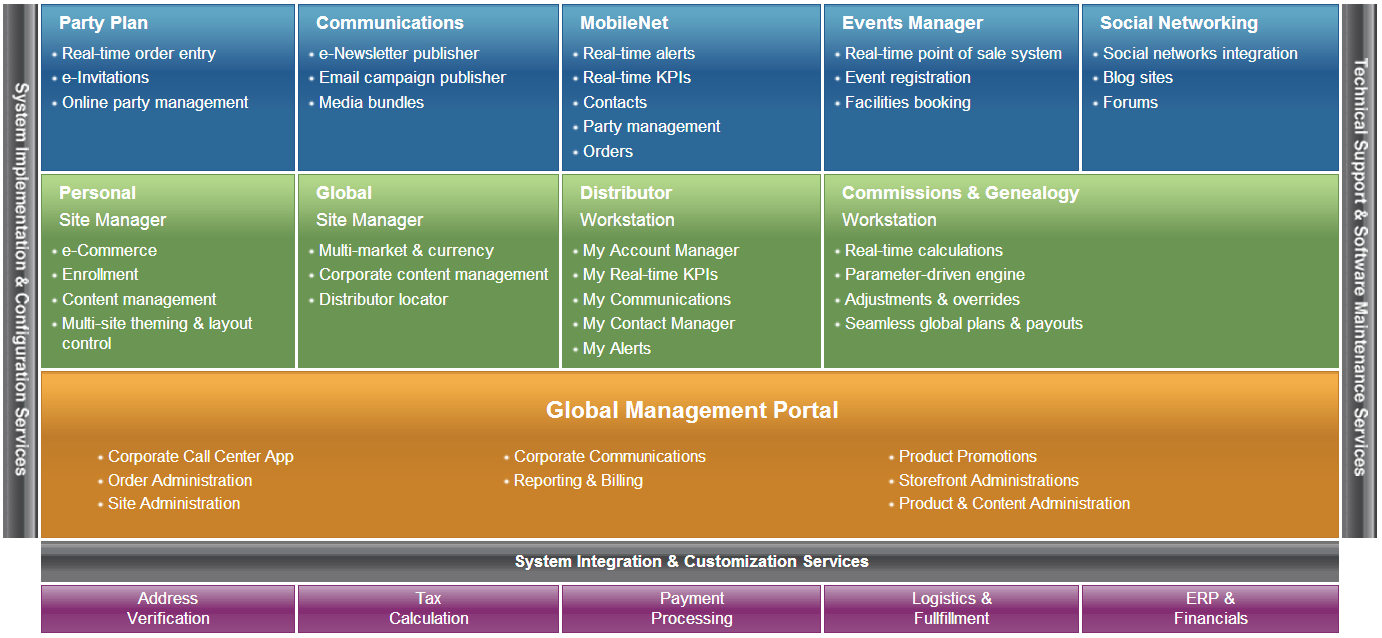 System Implementation & Configuration Services
Party Plan
• Real-time order entry
• e-Invitations
• Online party management
Communications
• e-Newsletter publisher
• Email campaign publisher
• Media bundles
MobileNet
• Real-time alerts
• Real-time KPIs
• Contacts
• Party management
• Orders
Events Manager
• Real-time point of sale system
• Event registration
• Facilities booking
Social Networking
• Social networks integration
• Blog sites
• Forums
Personal
Site Manager
• e-Commerce
• Enrollment
• Content management
• Multi-site theming & layout
control
Global
Site Manager
• Multi-market & currency
• Corporate content management
• Distributor locator
Distributor
Workstation
• My Account Manager
• My Real-time KPIs
• My Communications
• My Contact Manager
• My Alerts
Commissions & Genealogy
Workstation
• Real-time calculations
• Parameter-driven engine
• Adjustments & overrides
• Seamless global plans & payouts
Global Management Portal
• Corporate Call Center App
• Order Administration
• Site Administration
• Corporate Communications
• Reporting & Billing
• Product Promotions
• Storefront Administrations
• Product & Content Administration
Technical Support & Software Maintenance Services
System Integration & Customization Services
Address
Verification
Tax
Calculation
Payment
Processing
Logistics &
Fullfillment
ERP &
Financials